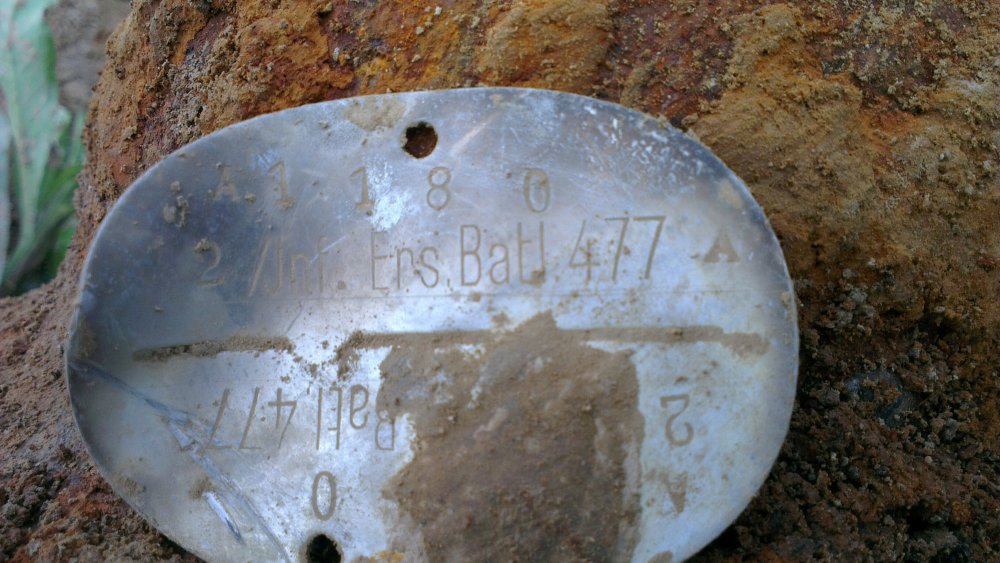 A. 1 1 8 0
2 /Inf. Ers. Batl. 477 A
2 Batl. 477
A 0